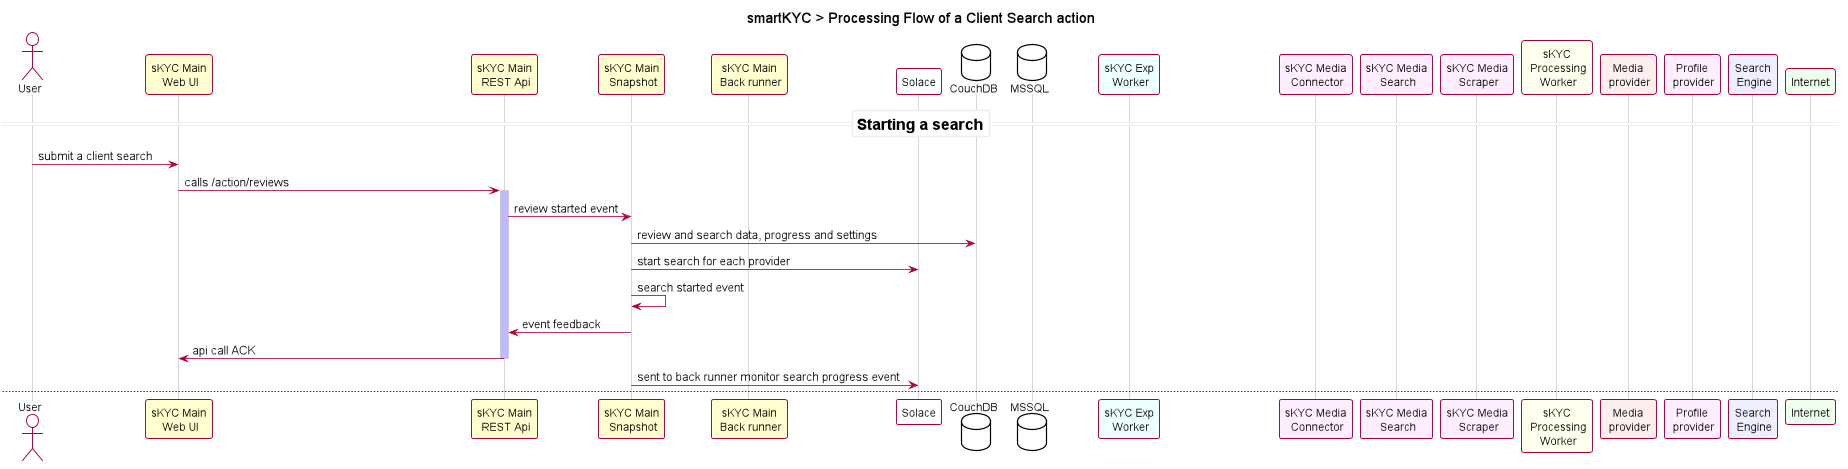 smartKYC > Processing Flow of a Client Search action
User
sKYC Main
Web UI
sKYC Main
REST Api
sKYC Main
Snapshot
sKYC Main
Back runner
Solace
CouchDB
MSSQL
sKYC Exp
Worker
sKYC Media
Connector
sKYC Media
Search
sKYC Media
Scraper
sKYC
Processing
Worker
Media
provider
Profile
provider
Search
Engine
Internet
Starting a search
submit a client search
calls /action/reviews
review started event
review and search data, progress and settings
start search for each provider
search started event
event feedback
api call ACK
sent to back runner monitor search progress event
User
sKYC Main
Web UI
sKYC Main
REST Api
sKYC Main
Snapshot
sKYC Main
Back runner
Solace
CouchDB
MSSQL
sKYC Exp
Worker
sKYC Media
Connector
sKYC Media
Search
sKYC Media
Scraper
sKYC
Processing
Worker
Media
provider
Profile
provider
Search
Engine
Internet